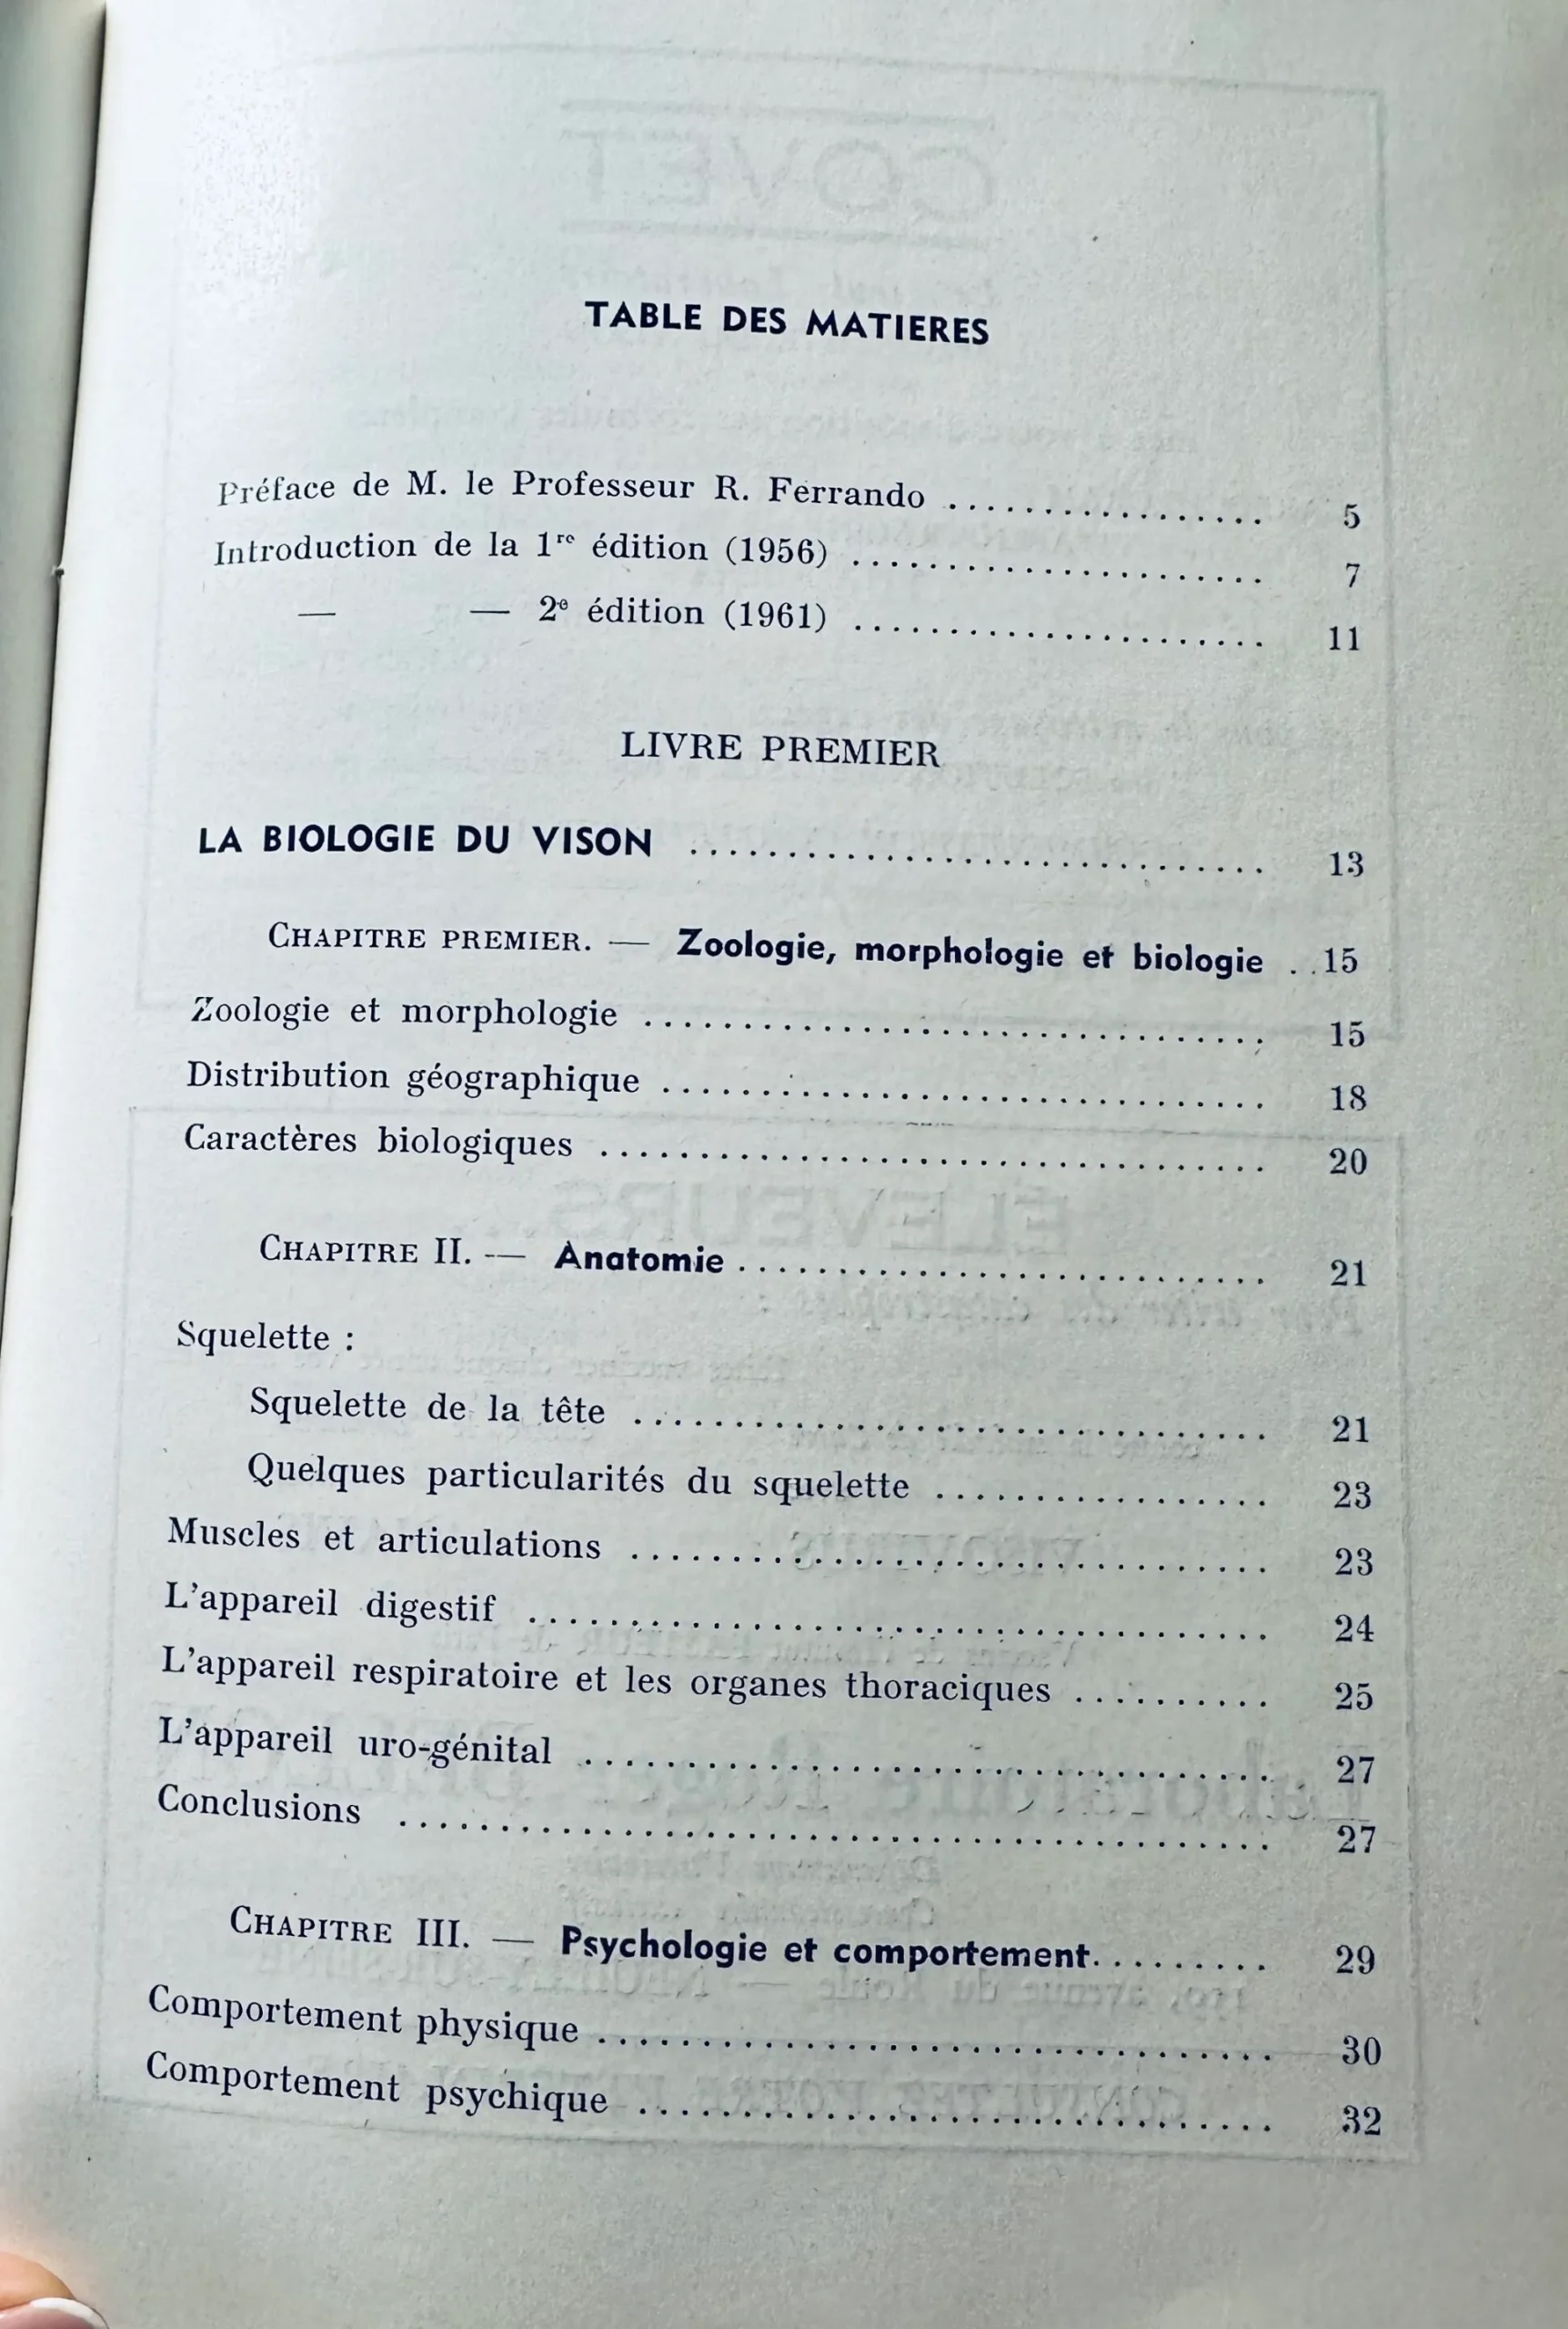 TABLE DES MATIERES
Préface de M. le Professeur R. Ferrando ................. 5
Introduction de la 1re édition (1956) ...................... 7
— — 2e édition (1961) ...................... 11
LIVRE PREMIER
LA BIOLOGIE DU VISON .............................. 13
CHAPITRE PREMIER. — Zoologie, morphologie et biologie . . 15
Zoologie et morphologie ................................. 15
Distribution géographique ................................ 18
Caractères biologiques ................................... 20
CHAPITRE II. — Anatomie ........................... 21
Squelette :
Squelette de la tête ................................ 21
Quelques particularités du squelette ................. 23
Muscles et articulations ................................. 23
L'appareil digestif ...................................... 24
L'appareil respiratoire et les organes thoraciques .......... 25
L'appareil uro-génital ................................... 27
Conclusions ............................................ 27
CHAPITRE III. — Psychologie et comportement......... 29
Comportement physique .................................. 30
Comportement psychique ................................ 32
COVET
ÉLEVEURS